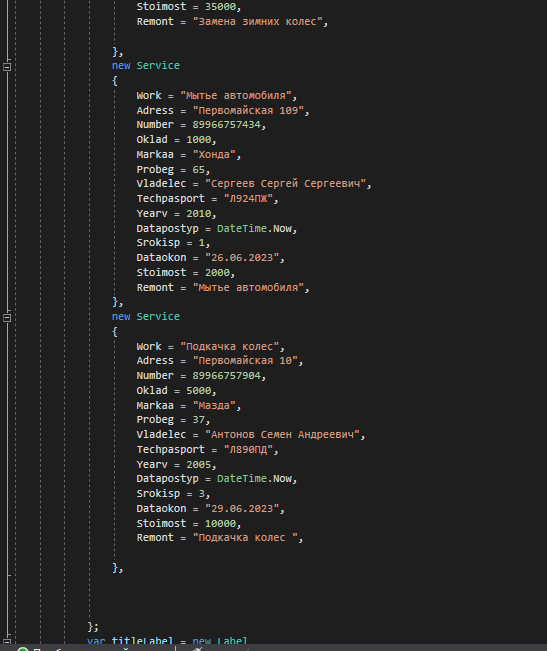 Stoimost = 35000,
Remont = "Замена зимних колес",
},
new Service
{
Work = "Мытье автомобиля",
Adress = "Первомайская 109",
Number = 89966757434,
Oklad = 1000,
Markaa = "Хонда",
Probeg = 65,
Vladelec = "Сергеев Сергей Сергеевич",
Techpasport = "Л924ПЖ",
Yearv = 2010,
Datapostyp = DateTime.Now,
Srokisp = 1,
Dataokon = "26.06.2023",
Stoimost = 2000,
Remont = "Мытье автомобиля",
},
new Service
{
Work = "Подкачка колес",
Adress = "Первомайская 10",
Number = 89966757904,
Oklad = 5000,
Markaa = "Мазда",
Probeg = 37,
Vladelec = "Антонов Семен Андреевич",
Techpasport = "Л890ПД",
Yearv = 2005,
Datapostyp = DateTime.Now,
Srokisp = 3,
Dataokon = "29.06.2023",
Stoimost = 10000,
Remont = "Подкачка колес ",
},
};
var titleLabel = new Label